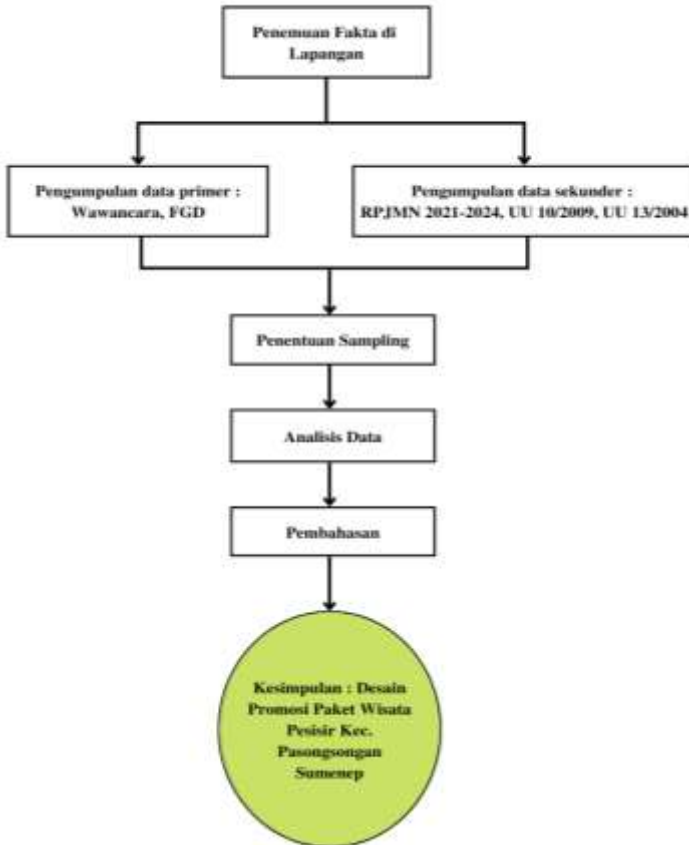 Penemuan Fakta di
Lapangan
Pengumpulan data primer :
Wawancara, FGD
Pengumpulan data sekunder :
RPJMN 2021-2024, UU 10/2009, UU 13/2004
Penentuan Sampling
Analisis Data
Pembahasan
Kesimpulan : Desain
Promosi Paket Wisata
Pesisir Kec.
Pasongsongan
Sumenep